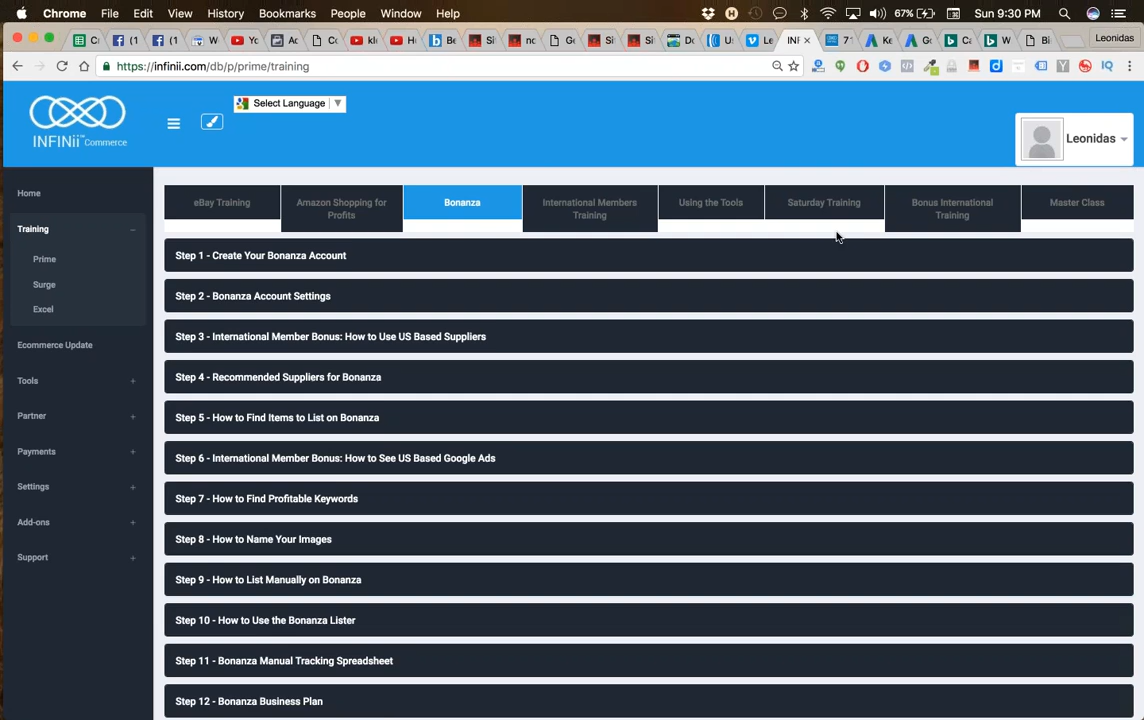 Chrome File Edit View History Bookmarks People Window Help 67% Sun 9:30 PM
Leonidas
https://infinii.com/db/p/prime/training
INFINii Commerce
Select Language ▼
Leonidas
Home
Training
Prime
Surge
Excel
Ecommerce Update
Tools +
Partner +
Payments +
Settings +
Add-ons +
Support +
eBay Training
Amazon Shopping for Profits
Bonanza
International Members Training
Using the Tools
Saturday Training
Bonus International Training
Master Class
Step 1 - Create Your Bonanza Account
Step 2 - Bonanza Account Settings
Step 3 - International Member Bonus: How to Use US Based Suppliers
Step 4 - Recommended Suppliers for Bonanza
Step 5 - How to Find Items to List on Bonanza
Step 6 - International Member Bonus: How to See US Based Google Ads
Step 7 - How to Find Profitable Keywords
Step 8 - How to Name Your Images
Step 9 - How to List Manually on Bonanza
Step 10 - How to Use the Bonanza Lister
Step 11 - Bonanza Manual Tracking Spreadsheet
Step 12 - Bonanza Business Plan